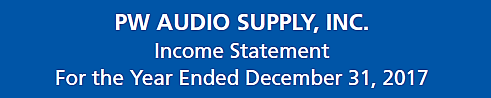 PW AUDIO SUPPLY, INC.
Income Statement
For the Year Ended December 31, 2017